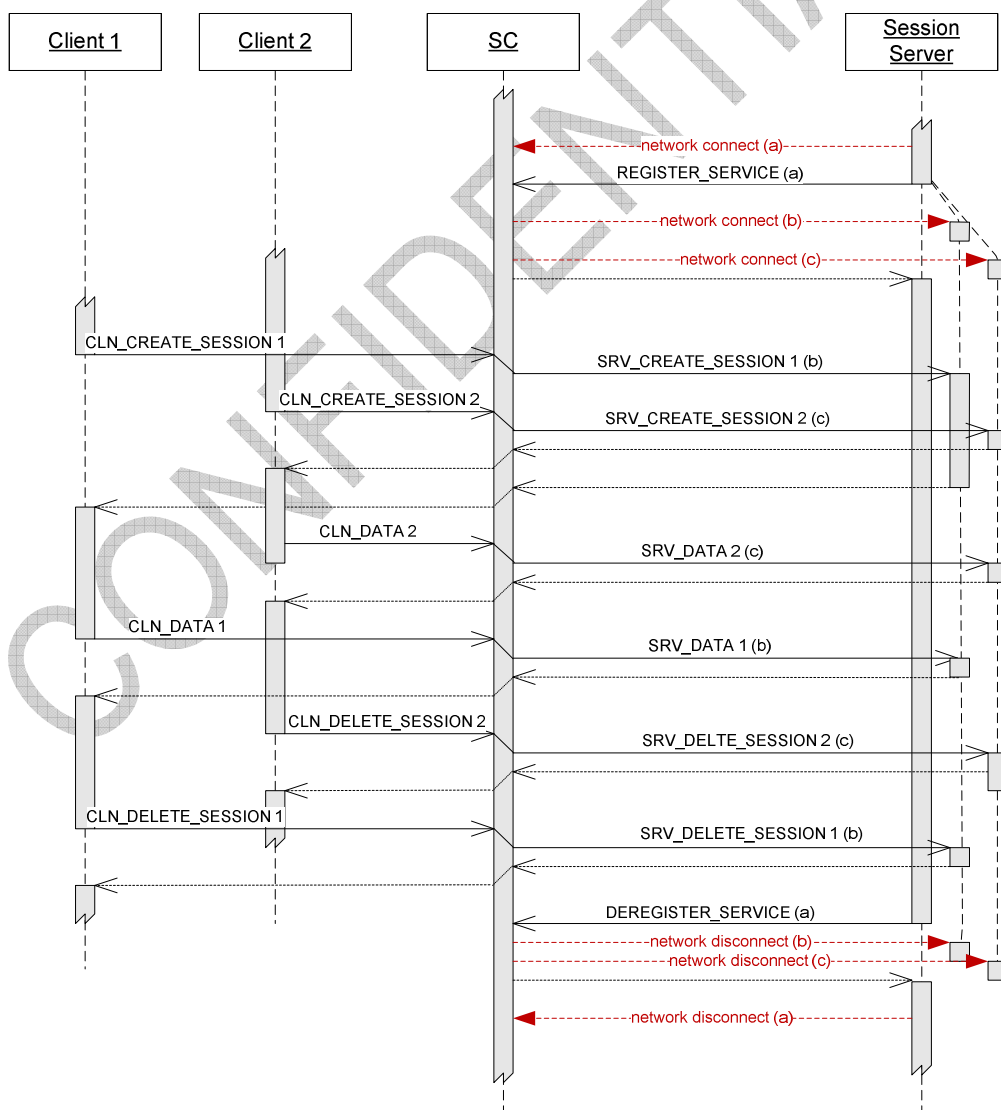 Client 1
Client 2
SC
Session
Server
network connect (a)
REGISTER_SERVICE (a)
network connect (b)
network connect (c)
CLN_CREATE_SESSION 1
SRV_CREATE_SESSION 1 (b)
CLN_CREATE_SESSION 2
SRV_CREATE_SESSION 2 (c)
CLN_DATA 2
SRV_DATA 2 (c)
CLN_DATA 1
SRV_DATA 1 (b)
CLN_DELETE_SESSION 2
SRV_DELTE_SESSION 2 (c)
CLN_DELETE_SESSION 1
SRV_DELETE_SESSION 1 (b)
DEREGISTER_SERVICE (a)
network disconnect (b)
network disconnect (c)
network disconnect (a)
CONFIDENTIA